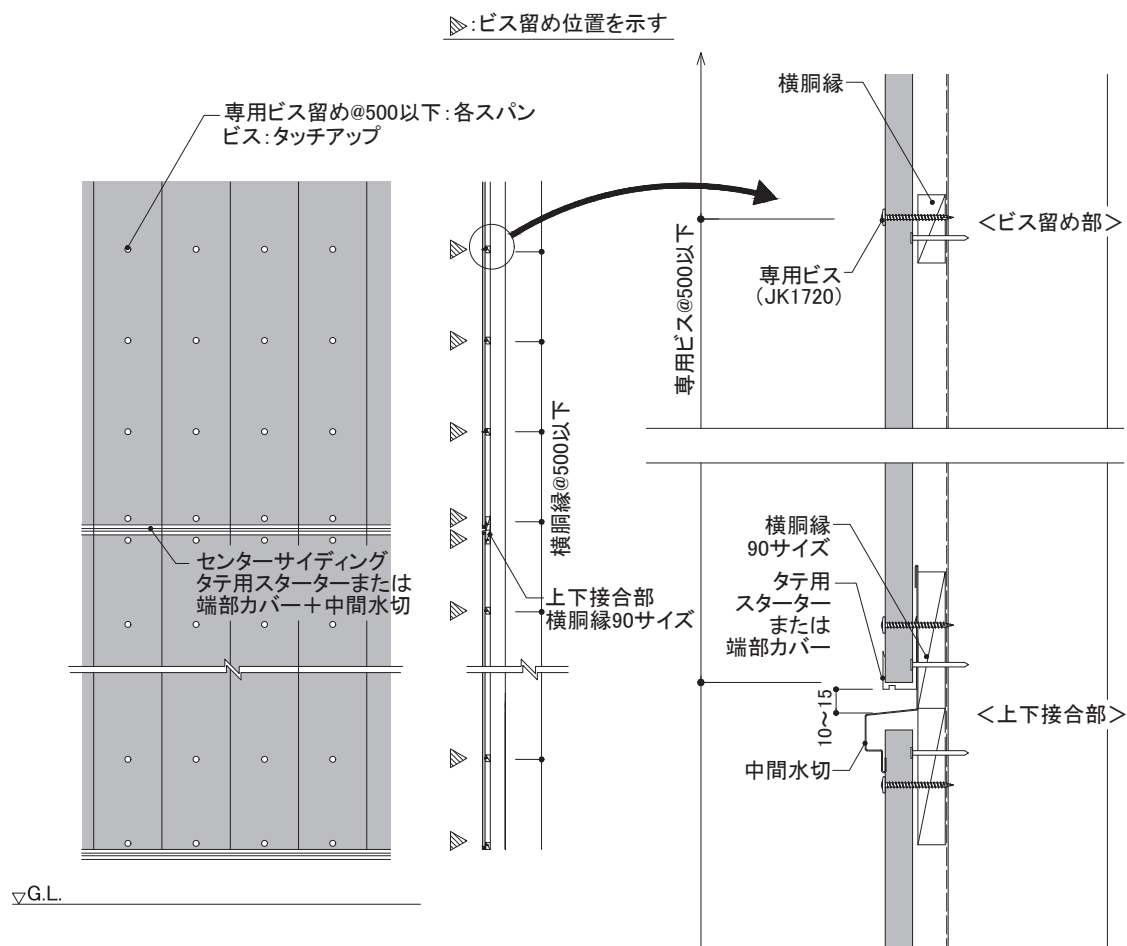 :ビス留め位置を示す
専用ビス留め@500以下:各スパン
ビス:タッチアップ
センターサイディング
タテ用スターターまたは
端部カバー+中間水切
▽G.L.
横胴縁@500以下
上下接合部
横胴縁90サイズ
専用ビス@500以下
横胴縁
<ビス留め部>
専用ビス
(JK1720)
横胴縁
90サイズ
タテ用
スターター
または
端部カバー
10~15
<上下接合部>
中間水切